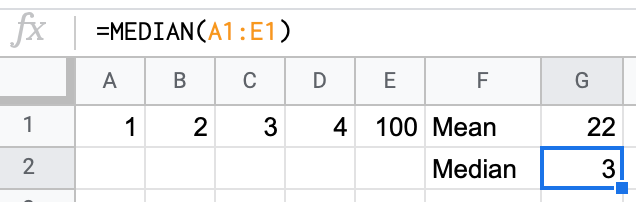 fx =MEDIAN(A1:E1)
A B C D E F G
1 1 2 3 4 100 Mean 22
2 Median 3